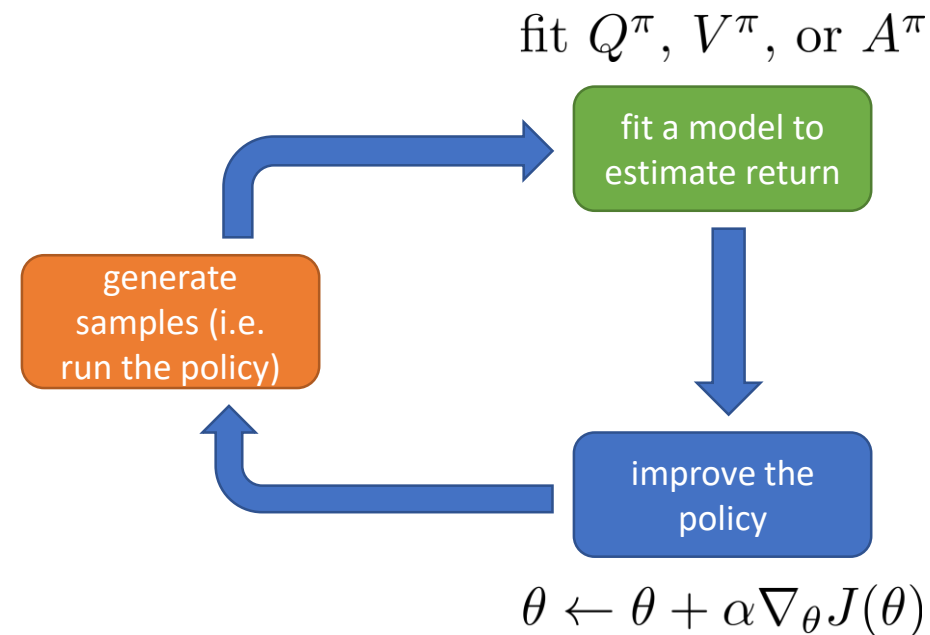 fit Q^π, V^π, or A^π
fit a model to
estimate return
generate
samples (i.e.
run the policy)
improve the
policy
θ ← θ + α∇_θ J(θ)